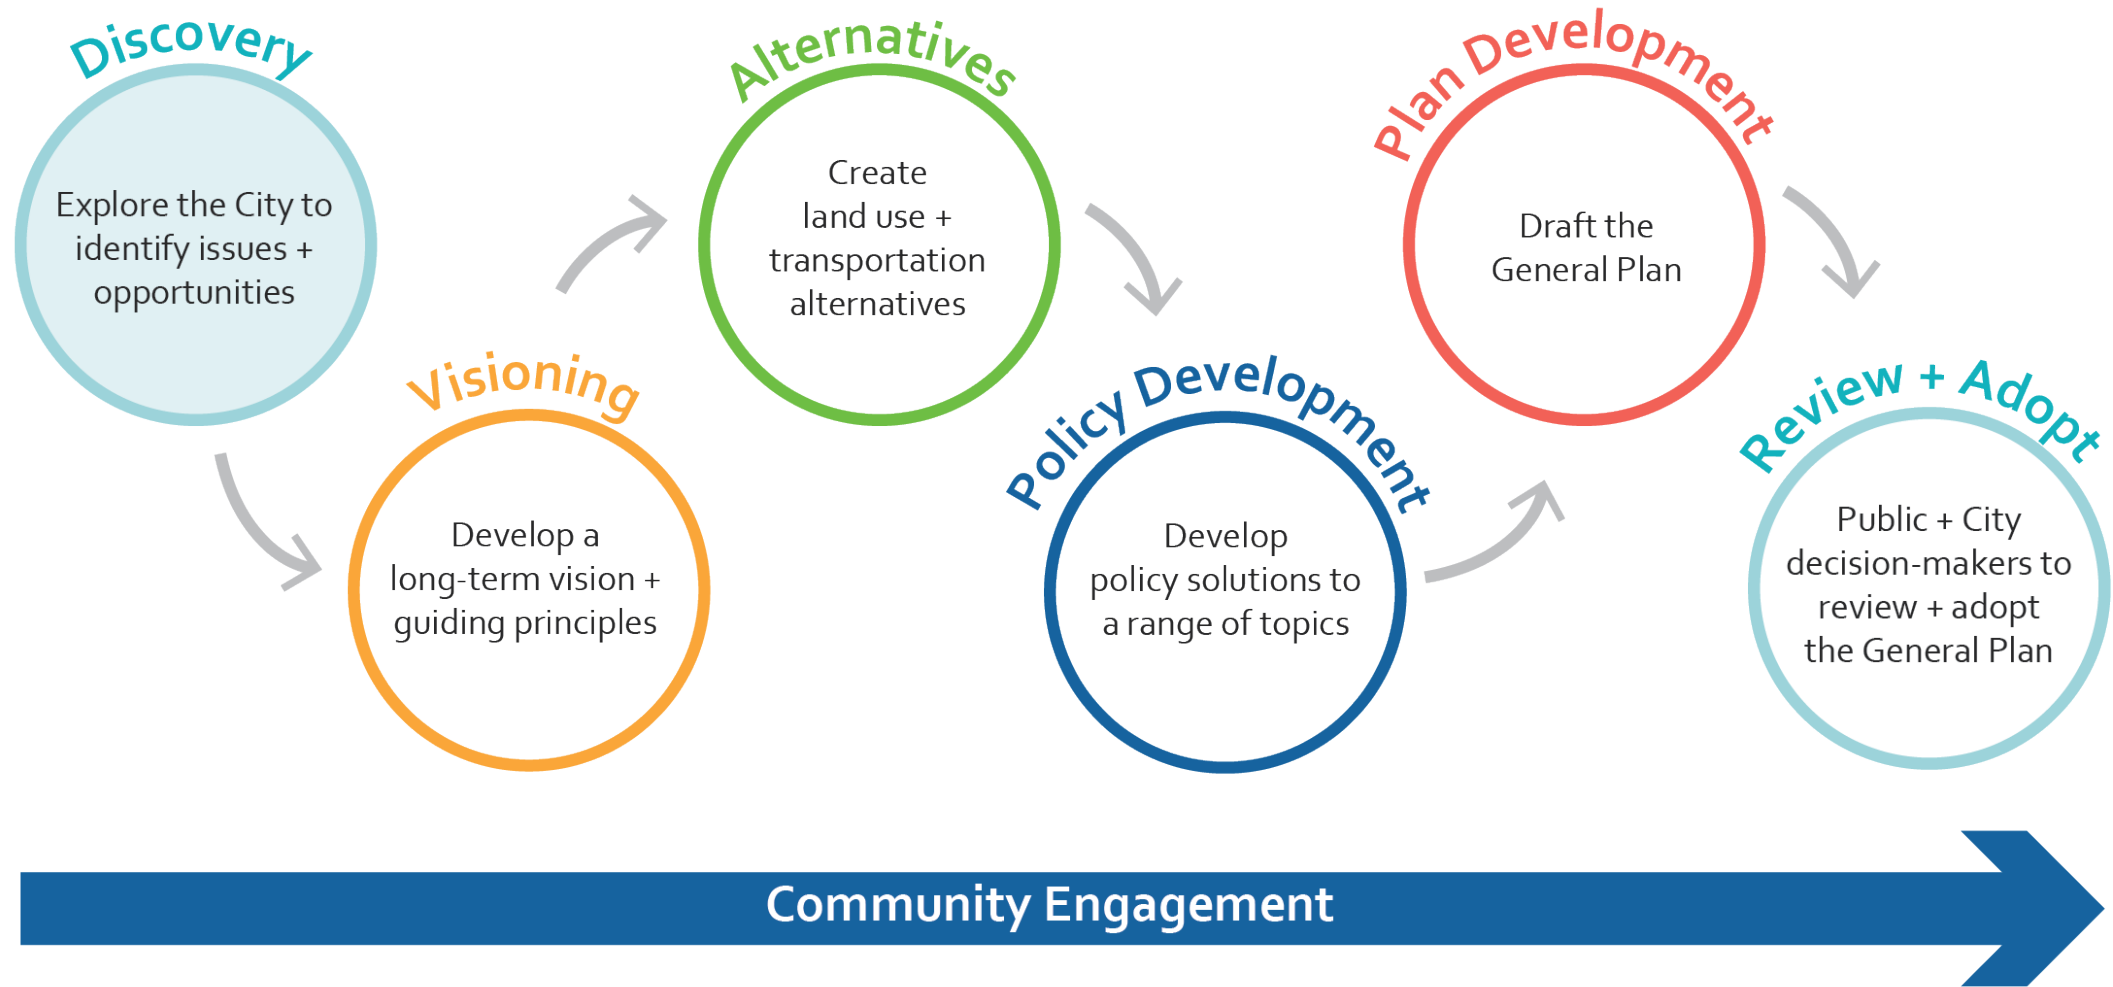 Discovery
Explore the City to
identify issues +
opportunities
Visioning
Develop a
long-term vision +
guiding principles
Alternatives
Create
land use +
transportation
alternatives
Policy Development
Develop
policy solutions to
a range of topics
Plan Development
Draft the
General Plan
Review + Adopt
Public + City
decision-makers to
review + adopt
the General Plan
Community Engagement